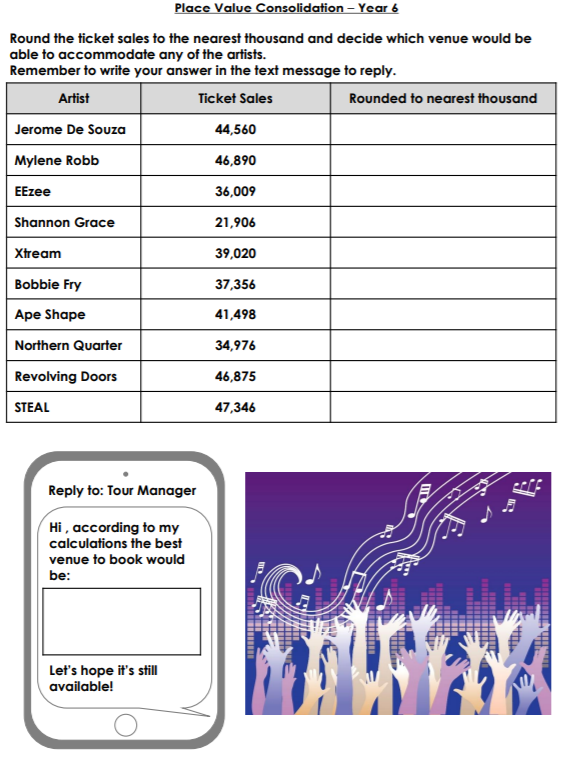 Place Value Consolidation – Year 6
Round the ticket sales to the nearest thousand and decide which venue would be
able to accommodate any of the artists.
Remember to write your answer in the text message to reply.
Artist Ticket Sales Rounded to nearest thousand
Jerome De Souza 44,560
Mylene Robb 46,890
EEzee 36,009
Shannon Grace 21,906
Xtream 39,020
Bobbie Fry 37,356
Ape Shape 41,498
Northern Quarter 34,976
Revolving Doors 46,875
STEAL 47,346
Reply to: Tour Manager
Hi , according to my
calculations the best
venue to book would
be:
Let's hope it's still
available!